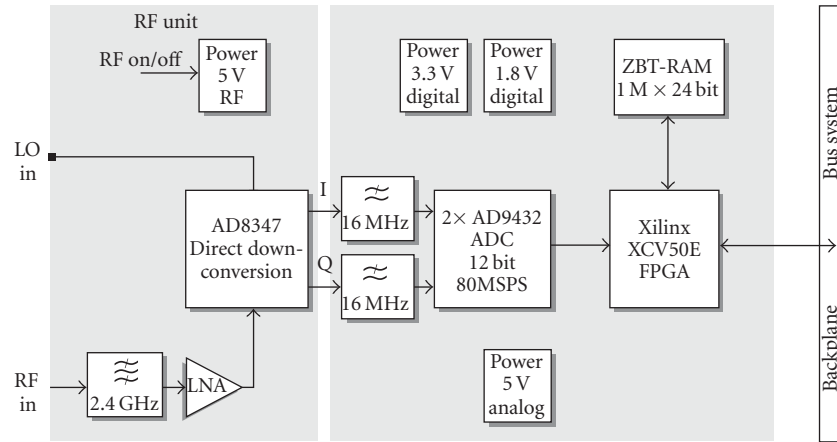 RF unit
RF on/off
Power
5 V
RF
Power
3.3 V
digital
Power
1.8 V
digital
ZBT-RAM
1 M × 24 bit
Bus system
LO
in
AD8347
Direct down-
conversion
I
16 MHz
Q
16 MHz
2× AD9432
ADC
12 bit
80MSPS
Xilinx
XCV50E
FPGA
Backplane
RF
in
2.4 GHz
LNA
Power
5 V
analog